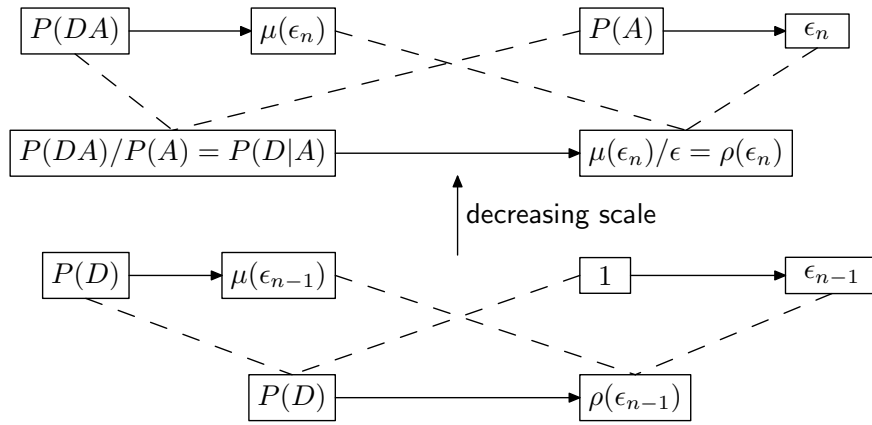 P(DA) μ(ϵ_n) P(A) ϵ_n
P(DA)/P(A) = P(D|A) μ(ϵ_n)/ϵ = ρ(ϵ_n)
decreasing scale
P(D) μ(ϵ_{n−1}) 1 ϵ_{n−1}
P(D) ρ(ϵ_{n−1})